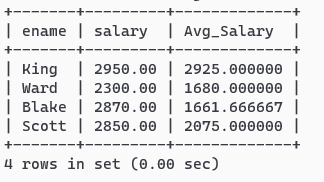 +-------+---------+-------------+
| ename | salary  | Avg_Salary  |
+-------+---------+-------------+
| King  | 2950.00 | 2925.000000 |
| Ward  | 2300.00 | 1680.000000 |
| Blake | 2870.00 | 1661.666667 |
| Scott | 2850.00 | 2075.000000 |
+-------+---------+-------------+
4 rows in set (0.00 sec)